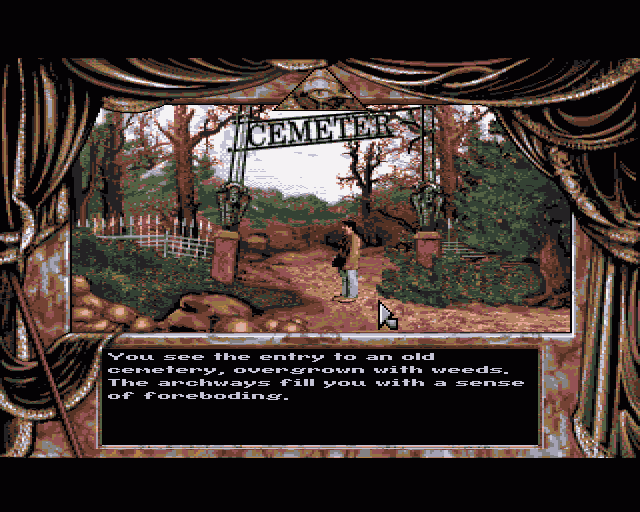 CEMETER
You see the entry to an old
cemetery, overgrown with weeds.
The archways fill you with a sense
of foreboding.